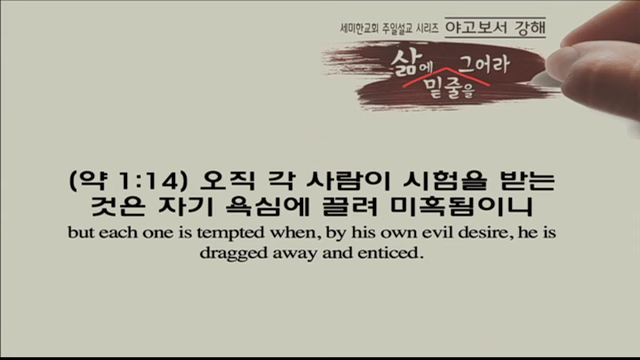 세미한교회 주일설교 시리즈 야고보서 강해
삶에 그어라
밑줄을
(약 1:14) 오직 각 사람이 시험을 받는
것은 자기 욕심에 끌려 미혹됨이니
but each one is tempted when, by his own evil desire, he is
dragged away and enticed.